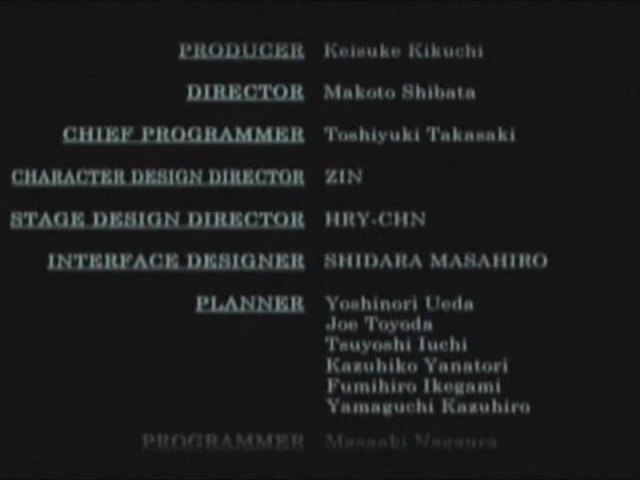 PRODUCER Keisuke Kikuchi
DIRECTOR Makoto Shibata
CHIEF PROGRAMMER Toshiyuki Takasaki
CHARACTER DESIGN DIRECTOR ZIN
STAGE DESIGN DIRECTOR HRY-CHN
INTERFACE DESIGNER SHIDARA MASAHIRO
PLANNER Yoshinori Ueda
Joe Toyoda
Tsuyoshi Iuchi
Kazuhiko Yanatori
Fumihiro Ikegami
Yamaguchi Kazuhiro
PROGRAMMER